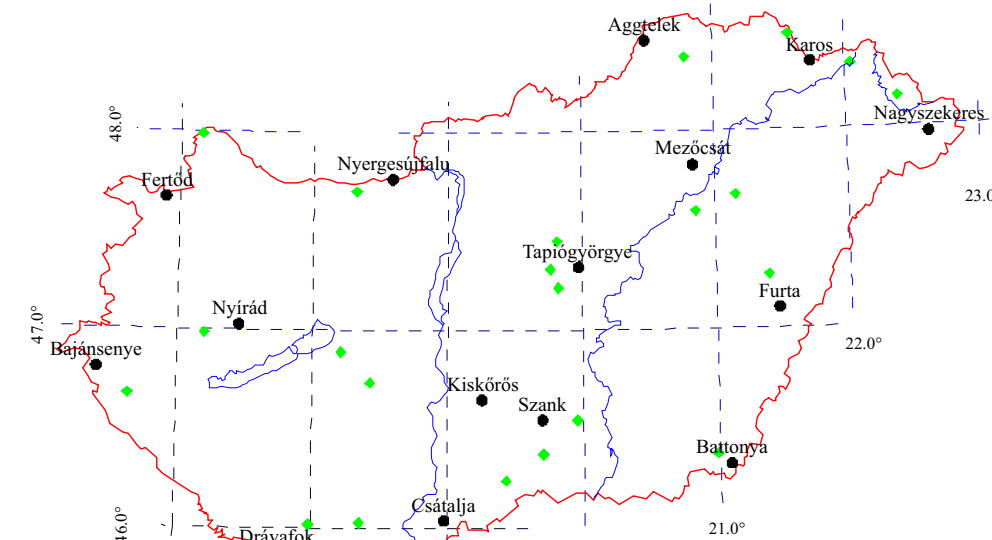 Aggtelek
Karos
48.0°
Nagyszekeres
Mezőcsát
Nyergesújfalu
Fertőd
23.0
Tapiógyörgye
Furta
Nyírád
47.0°
22.0°
Bajánsenye
Kiskőrös
Szank
Battonya
Csátalja
46.0°
21.0°
Drávafok